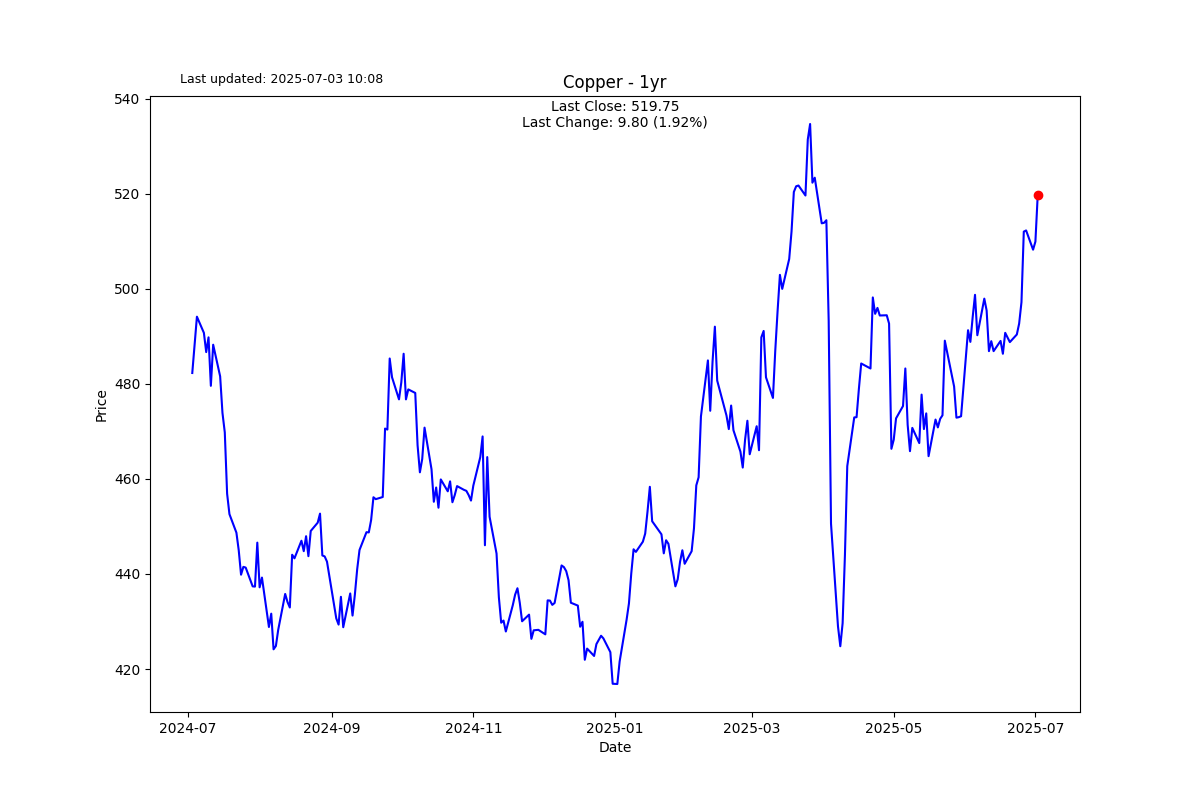 Last updated: 2025-07-03 10:08
Copper - 1yr
Last Close: 519.75
Last Change: 9.80 (1.92%)
540
520
500
480
460
440
420
Price
2024-07
2024-09
2024-11
2025-01
2025-03
2025-05
2025-07
Date